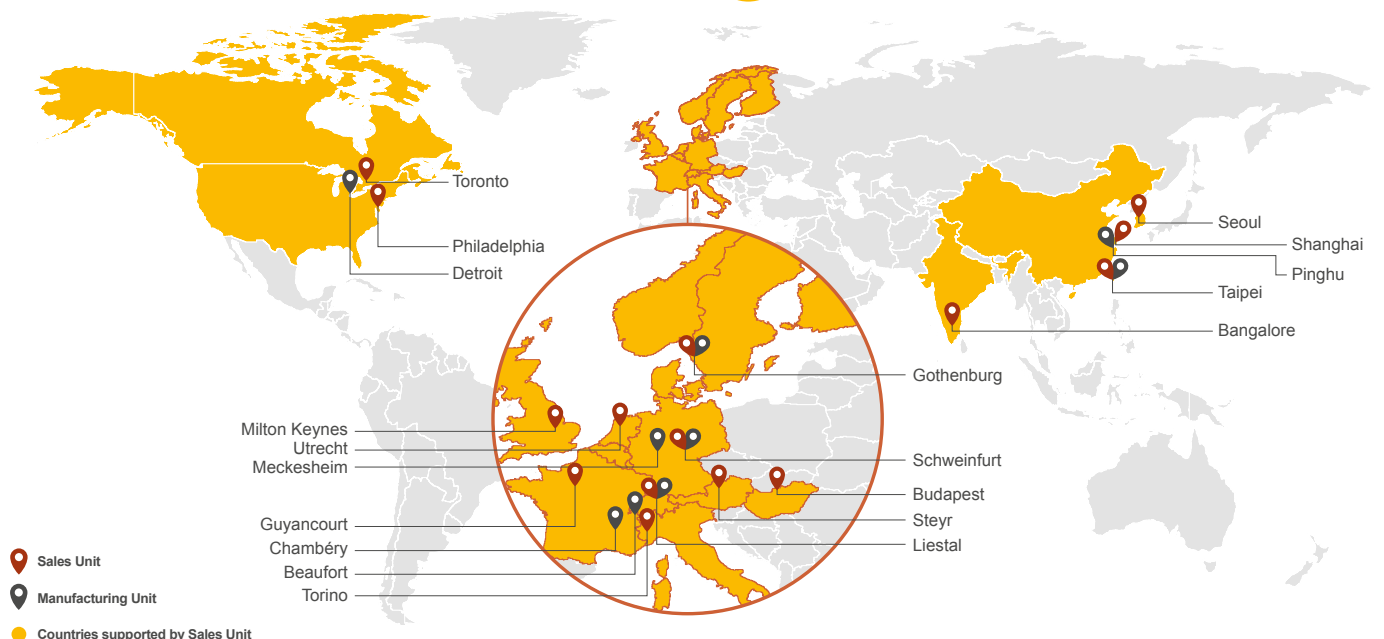 Toronto
Philadelphia
Detroit
Seoul
Shanghai
Pinghu
Taipei
Bangalore
Gothenburg
Milton Keynes
Utrecht
Meckesheim
Schweinfurt
Budapest
Steyr
Liestal
Guyancourt
Chambéry
Beaufort
Torino
Sales Unit
Manufacturing Unit
Countries supported by Sales Unit